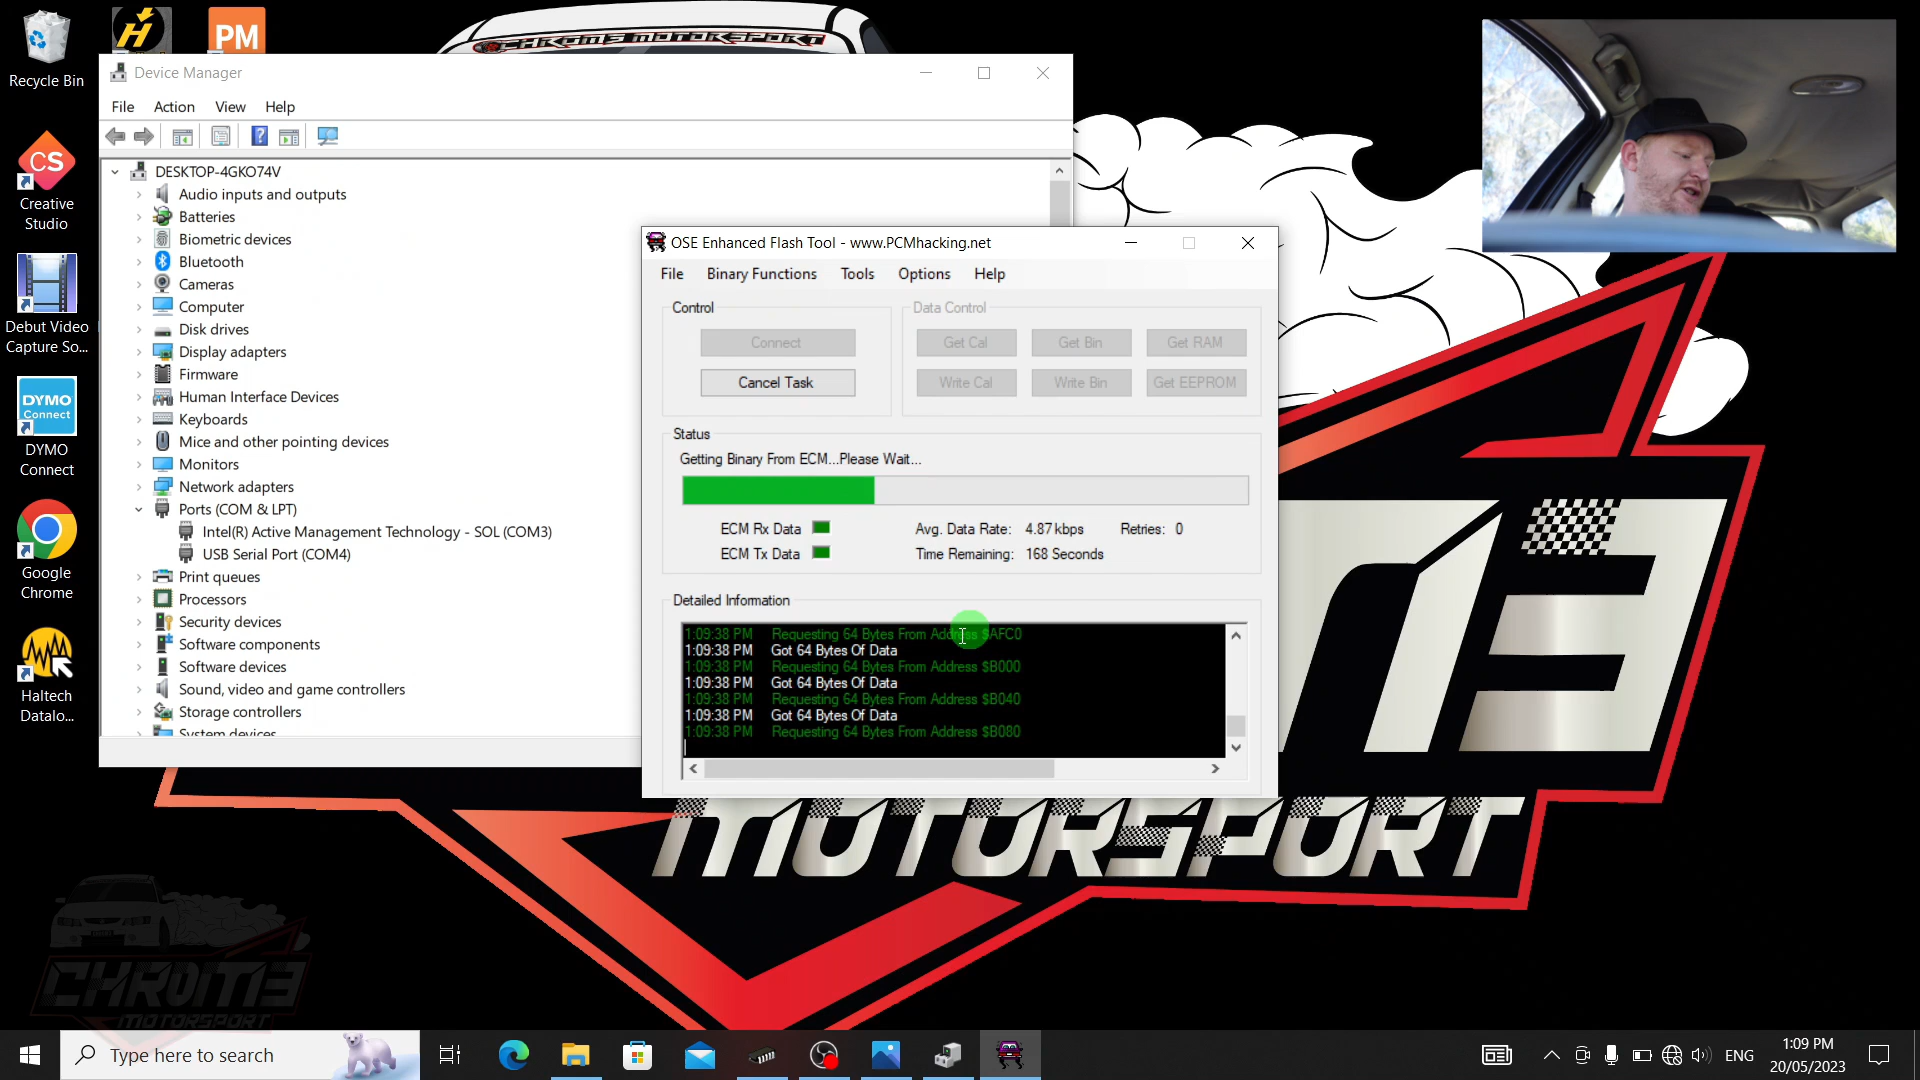 Recycle Bin
PM
CHROM3 MOTORSPORT
Creative
Studio
CS
Debut Video
Capture So...
DYMO
Connect
DYMO
Connect
Google
Chrome
Haltech
Datalo...
Device Manager
File Action View Help
DESKTOP-4GKO74V
Audio inputs and outputs
Batteries
Biometric devices
Bluetooth
Cameras
Computer
Disk drives
Display adapters
Firmware
Human Interface Devices
Keyboards
Mice and other pointing devices
Monitors
Network adapters
Ports (COM & LPT)
Intel(R) Active Management Technology - SOL (COM3)
USB Serial Port (COM4)
Print queues
Processors
Security devices
Software components
Software devices
Sound, video and game controllers
Storage controllers
System devices
OSE Enhanced Flash Tool - www.PCMhacking.net
File Binary Functions Tools Options Help
Control
Connect
Cancel Task
Data Control
Get Cal Get Bin Get RAM
Write Cal Write Bin Get EEPROM
Status
Getting Binary From ECM...Please Wait...
ECM Rx Data Avg. Data Rate: 4.87 kbps Retries: 0
ECM Tx Data Time Remaining: 168 Seconds
Detailed Information
1:09:38 PM Requesting 64 Bytes From Address $AFC0
1:09:38 PM Got 64 Bytes Of Data
1:09:38 PM Requesting 64 Bytes From Address $B000
1:09:38 PM Got 64 Bytes Of Data
1:09:38 PM Requesting 64 Bytes From Address $B040
1:09:38 PM Got 64 Bytes Of Data
1:09:38 PM Requesting 64 Bytes From Address $B080
MOTORSPORT
CHROM3
MOTORSPORT
Type here to search
ENG
1:09 PM
20/05/2023